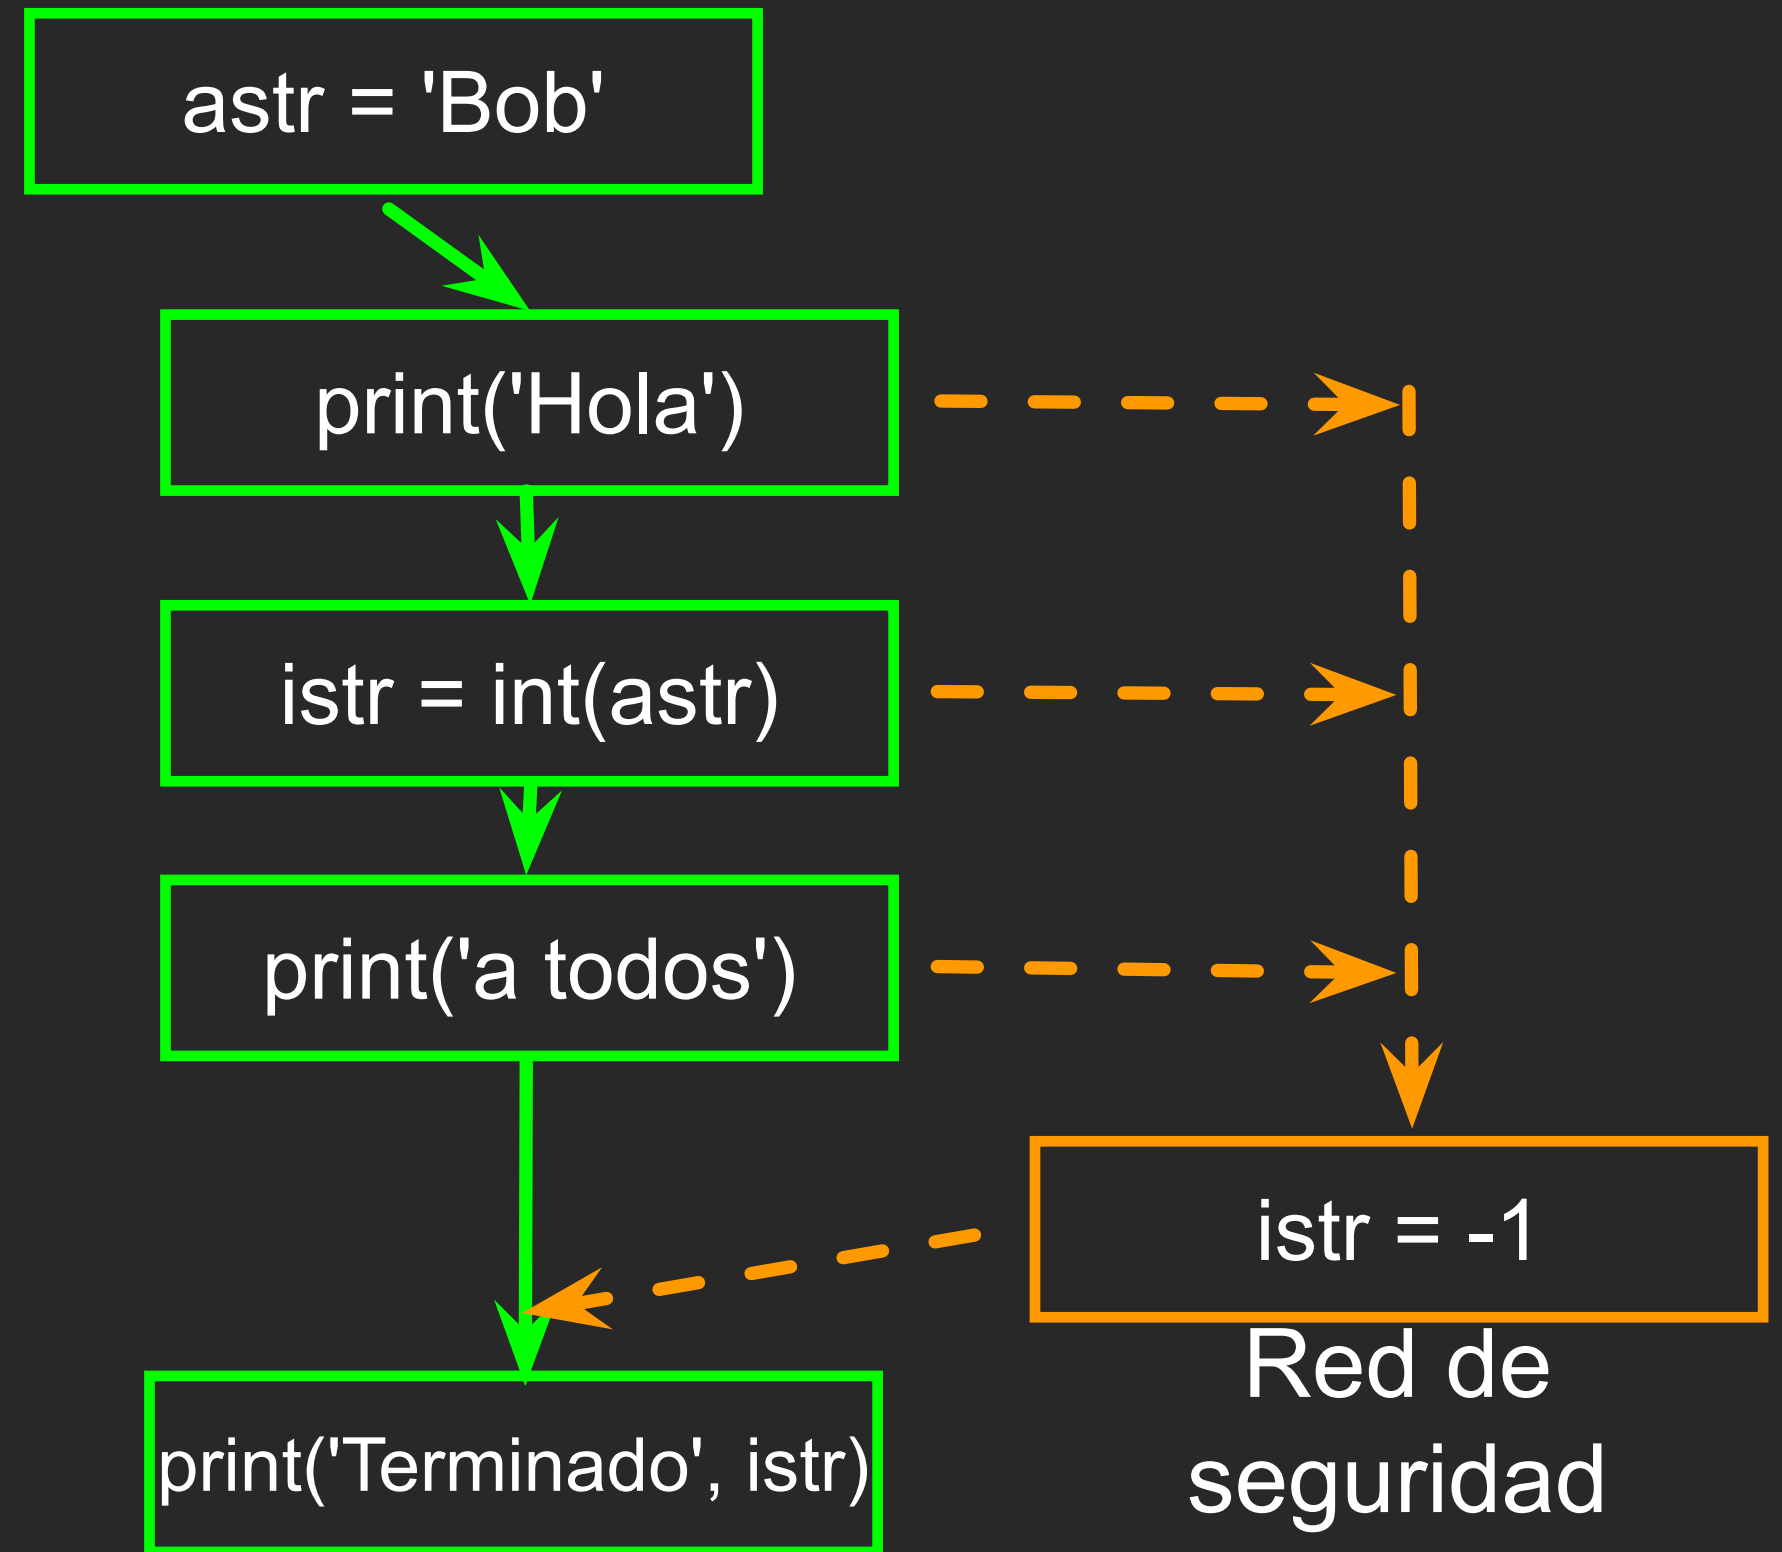 astr = 'Bob'
print('Hola')
istr = int(astr)
print('a todos')
istr = -1
Red de
seguridad
print('Terminado', istr)